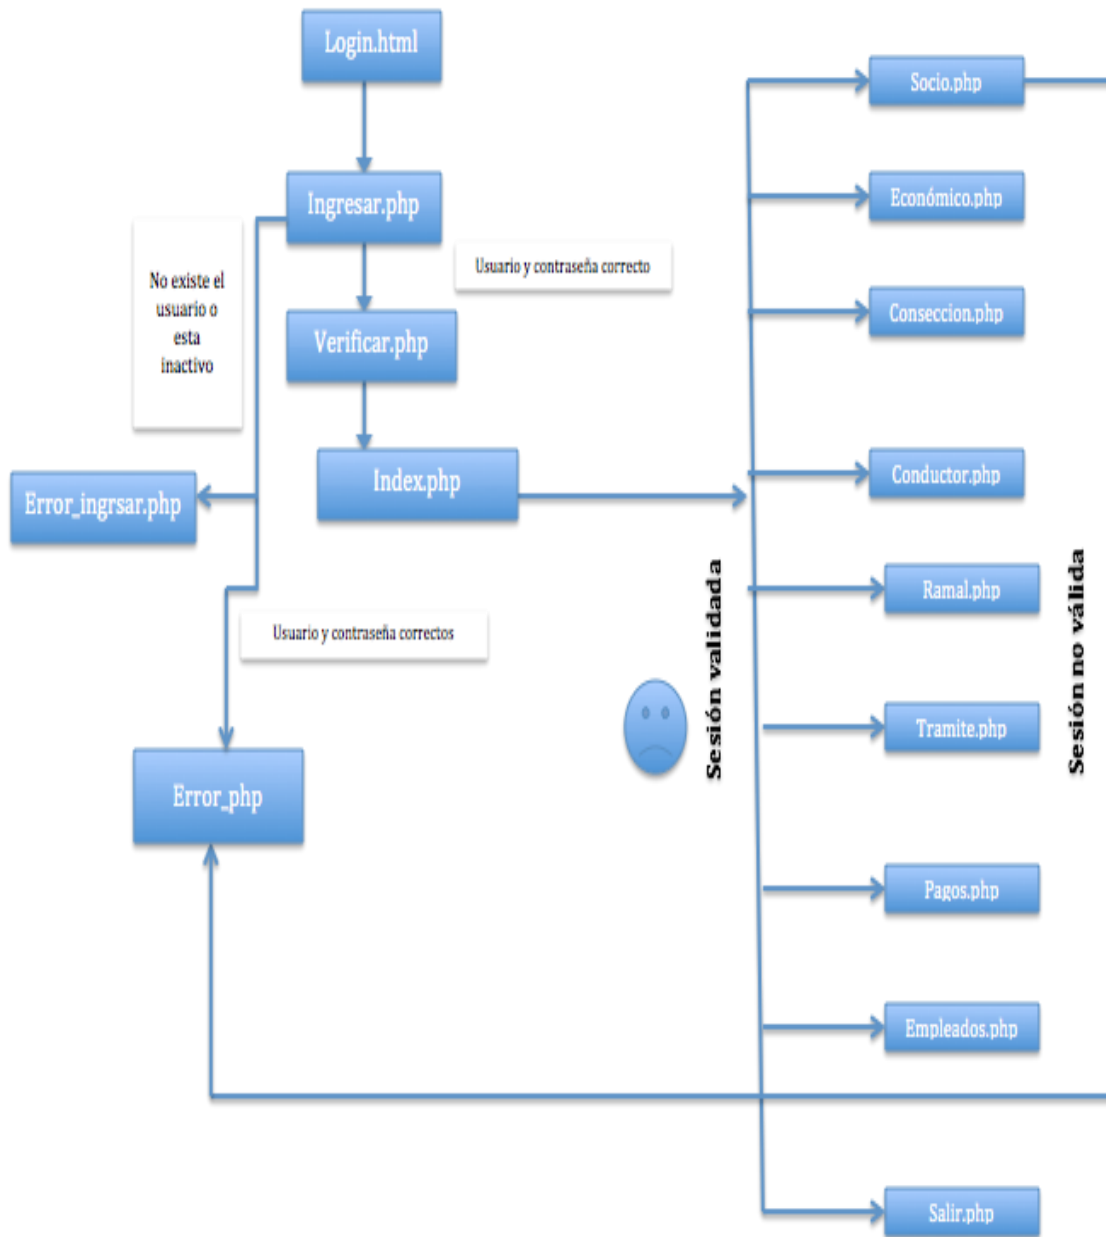 Login.html
Socio.php
Ingresar.php
Económico.php
No existe el
usuario o
esta
inactivo
Usuario y contraseña correcto
Conseccion.php
Verificar.php
Index.php
Conductor.php
Error_ingrsar.php
Ramal.php
Usuario y contraseña correctos
Sesión validada
Sesión no válida
Tramite.php
Error_php
Pagos.php
Empleados.php
Salir.php